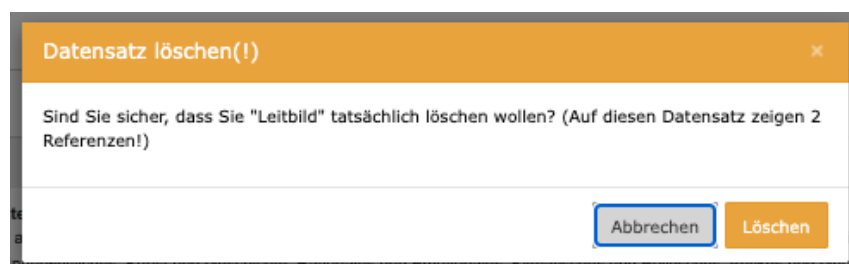 Datensatz löschen(!)
×
Sind Sie sicher, dass Sie "Leitbild" tatsächlich löschen wollen? (Auf diesen Datensatz zeigen 2
Referenzen!)
Abbrechen Löschen